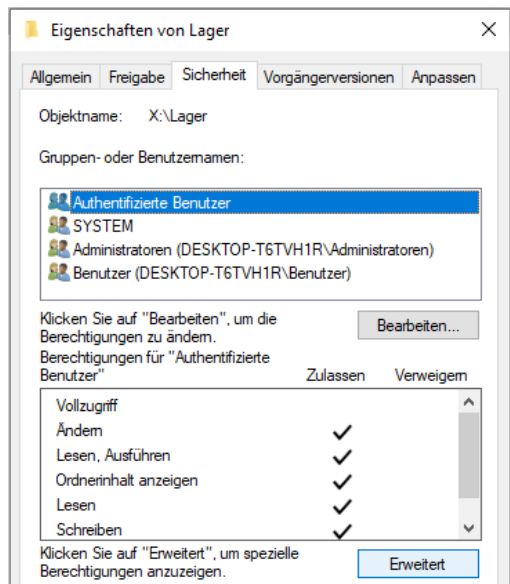 Eigenschaften von Lager
Allgemein Freigabe Sicherheit Vorgängerversionen Anpassen
Objektname: X:\Lager
Gruppen- oder Benutzernamen:
Authentifizierte Benutzer
SYSTEM
Administratoren (DESKTOP-T6TVH1R\Administratoren)
Benutzer (DESKTOP-T6TVH1R\Benutzer)
Klicken Sie auf "Bearbeiten", um die
Berechtigungen zu ändern.
Bearbeiten...
Berechtigungen für "Authentifizierte
Benutzer" Zulassen Verweigern
Vollzugriff
Ändern
Lesen, Ausführen
Ordnerinhalt anzeigen
Lesen
Schreiben
Klicken Sie auf "Erweitert", um spezielle
Berechtigungen anzuzeigen.
Erweitert